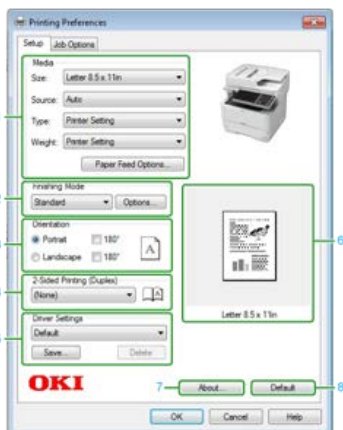 Printing Preferences
Setup Job Options
Media
Size: Letter 8.5 x 11in
Source: Auto
Type: Printer Setting
Weight: Printer Setting
Paper Feed Options...
Finishing Mode
Standard Options...
Orientation
Portrait 180°
Landscape 180°
A
2-Sided Printing (Duplex)
(None)
Driver Settings
Default
Save... Delete
6
Letter 8.5 x 11in
OKI
7 About... Default 8
OK Cancel Help